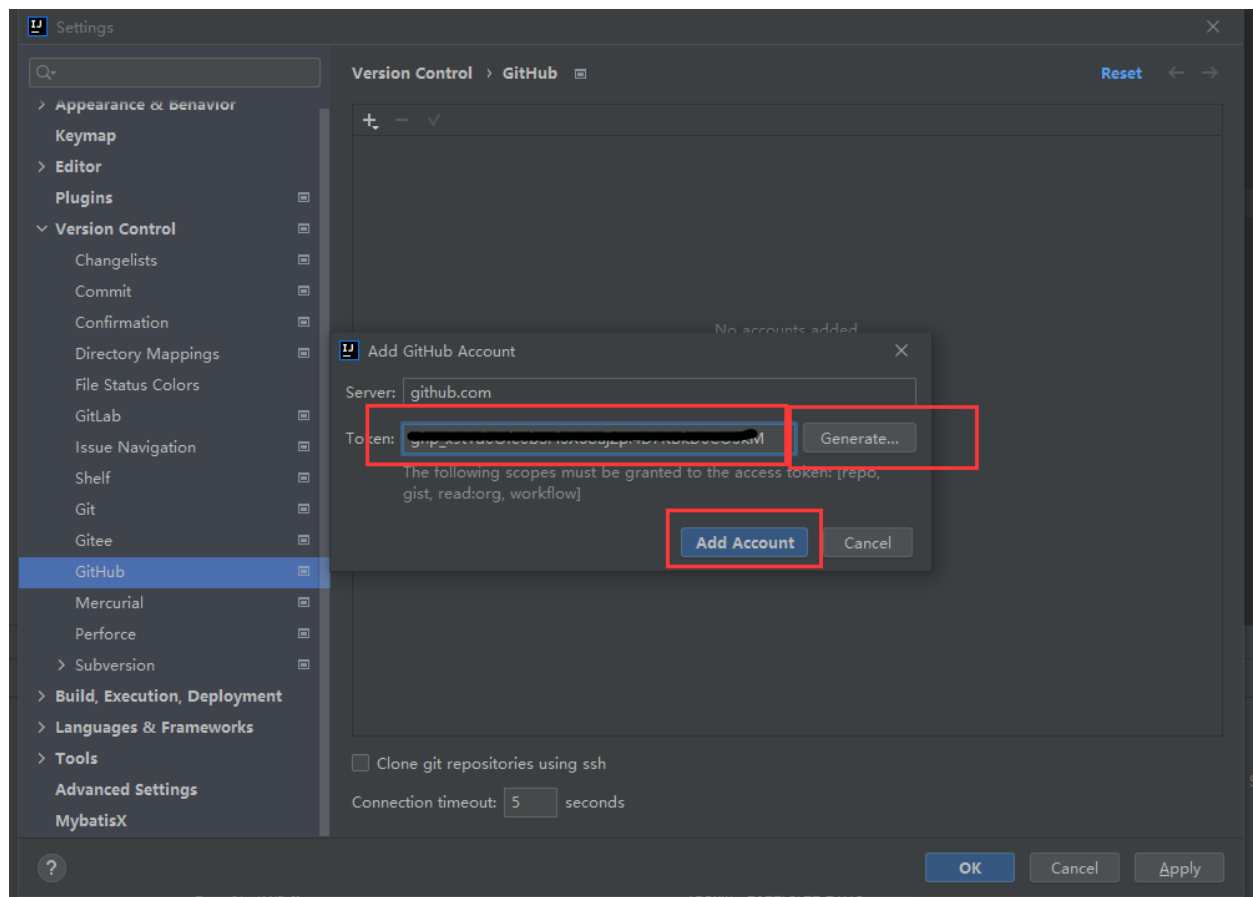 Settings
Version Control › GitHub
Reset
Appearance & Behavior
Keymap
Editor
Plugins
Version Control
Changelists
Commit
Confirmation
Directory Mappings
File Status Colors
GitLab
Issue Navigation
Shelf
Git
Gitee
GitHub
Mercurial
Perforce
Subversion
Build, Execution, Deployment
Languages & Frameworks
Tools
Advanced Settings
MybatisX
No accounts added
Add GitHub Account
Server: github.com
Token:
Generate...
The following scopes must be granted to the access token: [repo,
gist, read:org, workflow]
Add Account
Cancel
Clone git repositories using ssh
Connection timeout: 5 seconds
?
OK
Cancel
Apply